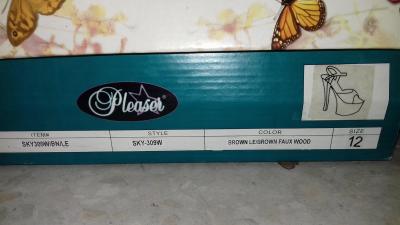 Pleaser
ITEM# STYLE COLOR SIZE
SKY309W/BN/LE SKY-309W BROWN LE/BROWN FAUX WOOD 12